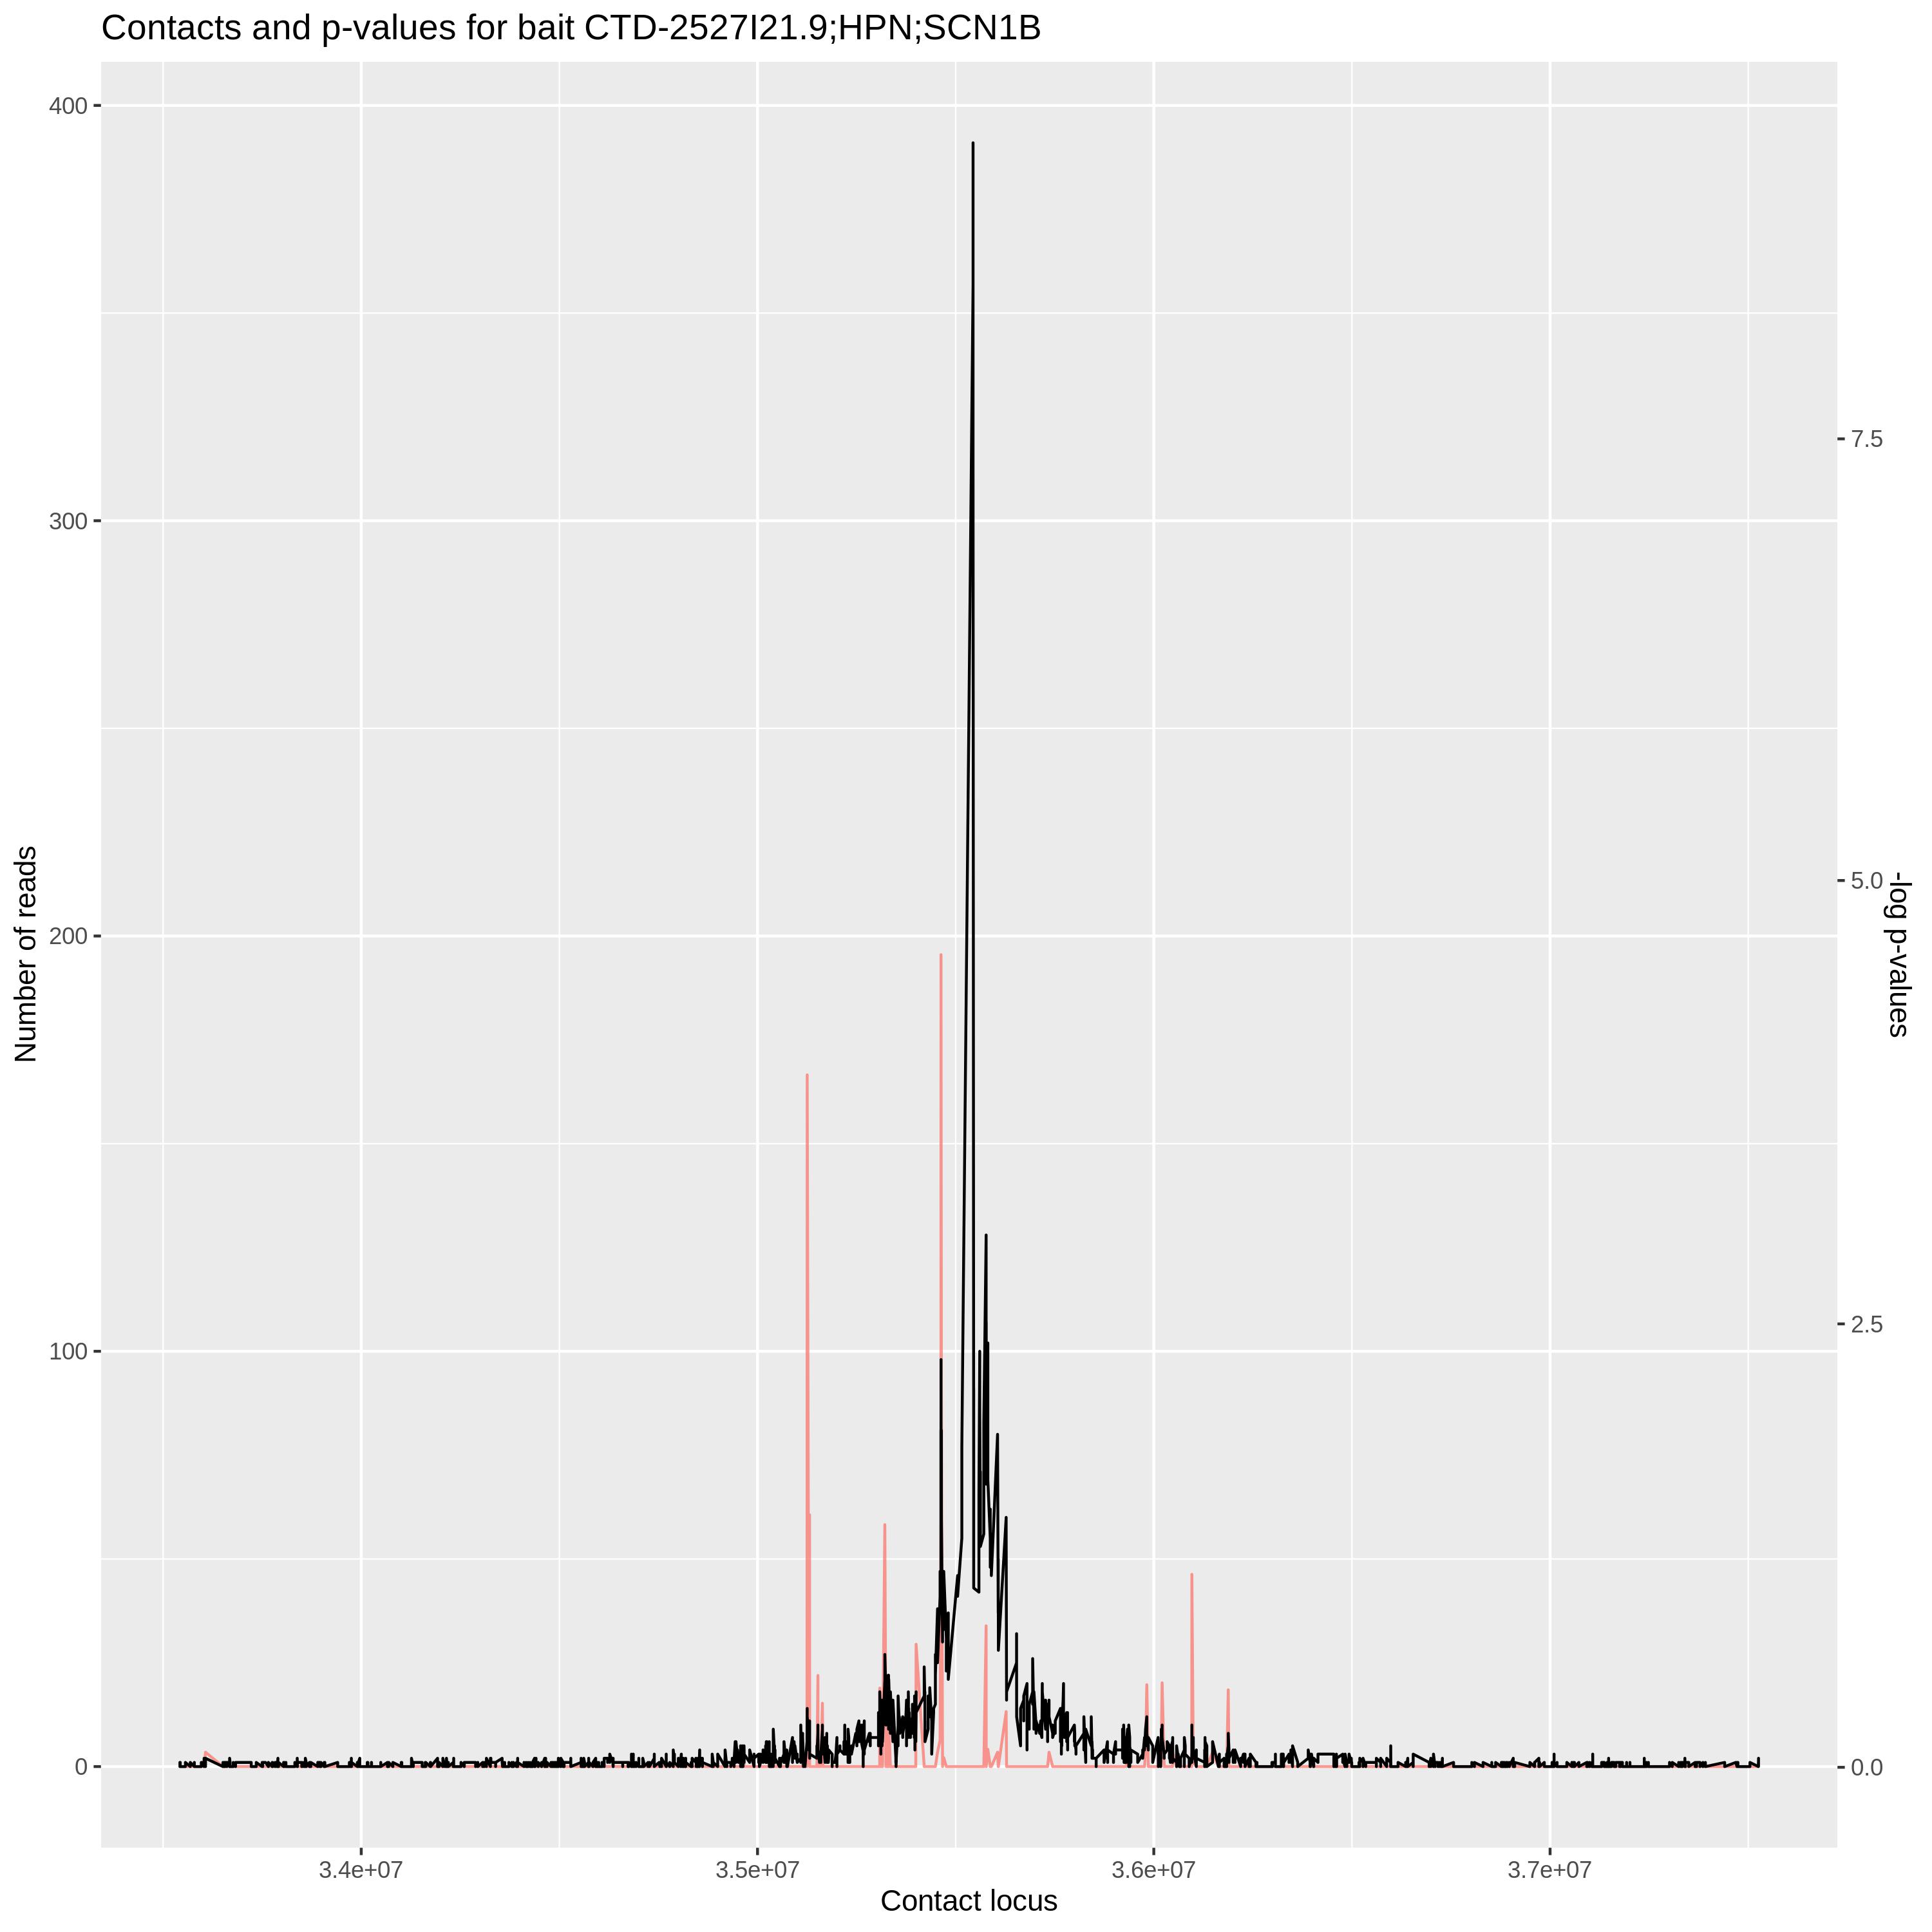 Contacts and p-values for bait CTD-2527I21.9;HPN;SCN1B
400
300
200
100
0
Number of reads
7.5
5.0
2.5
0.0
-log p-values
3.4e+07 3.5e+07 3.6e+07 3.7e+07
Contact locus